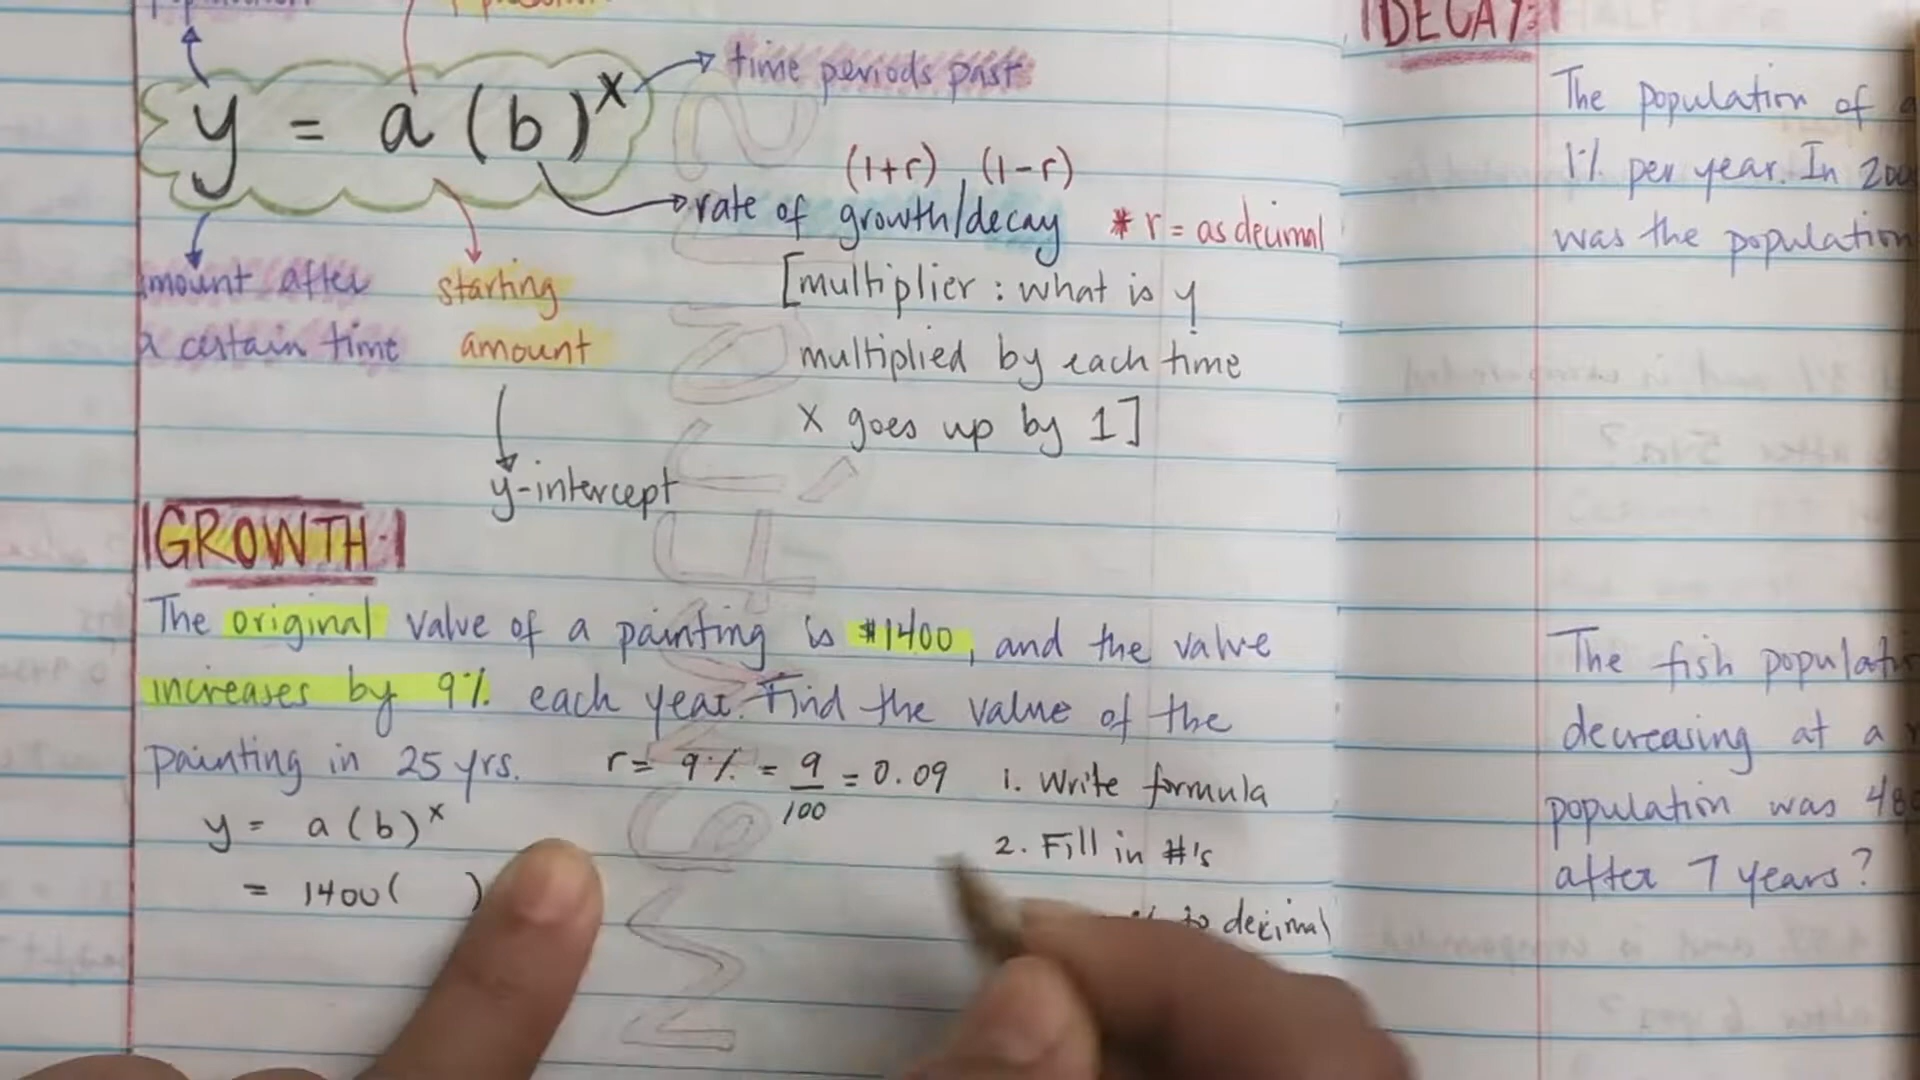 y = a (b)^x
time periods past
(1+r), (1-r)
rate of growth/decay * r = as decimal
amount after
a certain time
starting
amount
[multiplier : what is y
multiplied by each time
x goes up by 1]
y-intercept
GROWTH:
The original value of a painting is $1400, and the value
increases by 9% each year. Find the value of the
painting in 25 yrs.
r = 9% = 9/100 = 0.09
y = a(b)^x
= 1400( )
1. Write formula
2. Fill in #'s
% to decimal
DECAY:
The population of
1% per year. In 200
was the population
The fish populati
decreasing at a
population was 48
after 7 years?